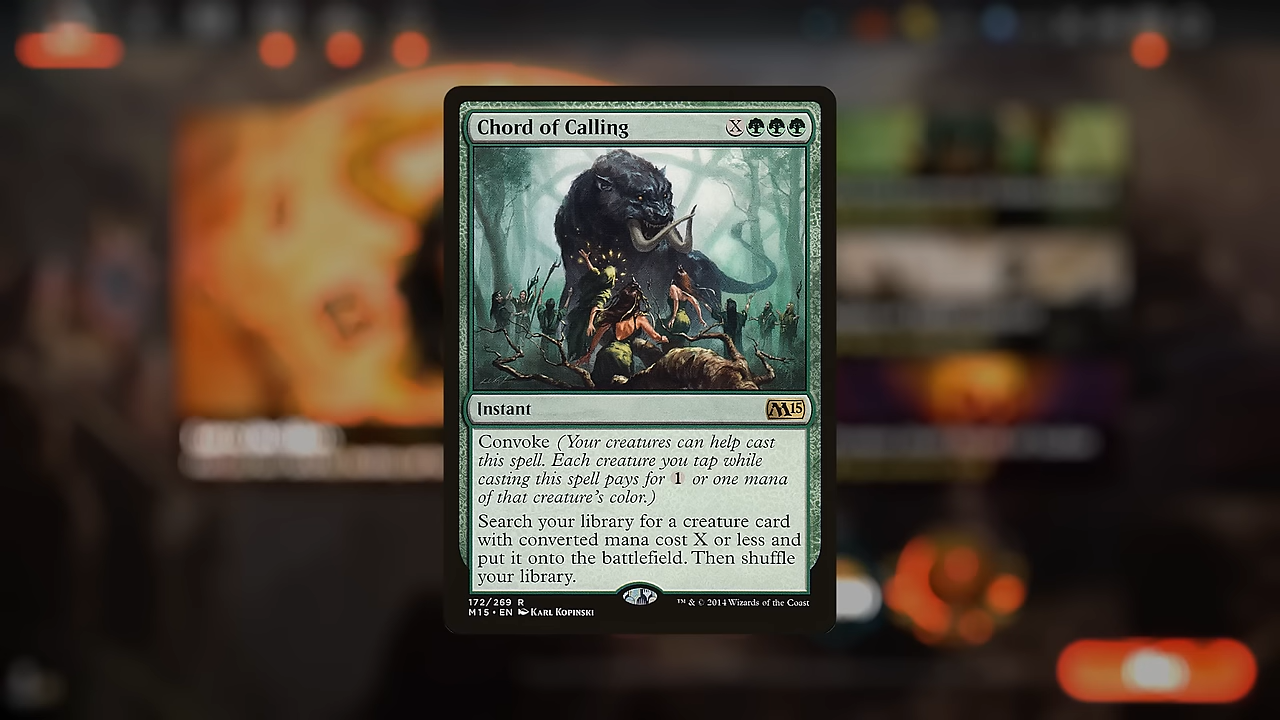 Chord of Calling X
Instant M15
Convoke (Your creatures can help cast
this spell. Each creature you tap while
casting this spell pays for 1 or one mana
of that creature's color.)
Search your library for a creature card
with converted mana cost X or less and
put it onto the battlefield. Then shuffle
your library.
172/269 R ™ & © 2014 Wizards of the Coast
M15 • EN Karl Kopinski